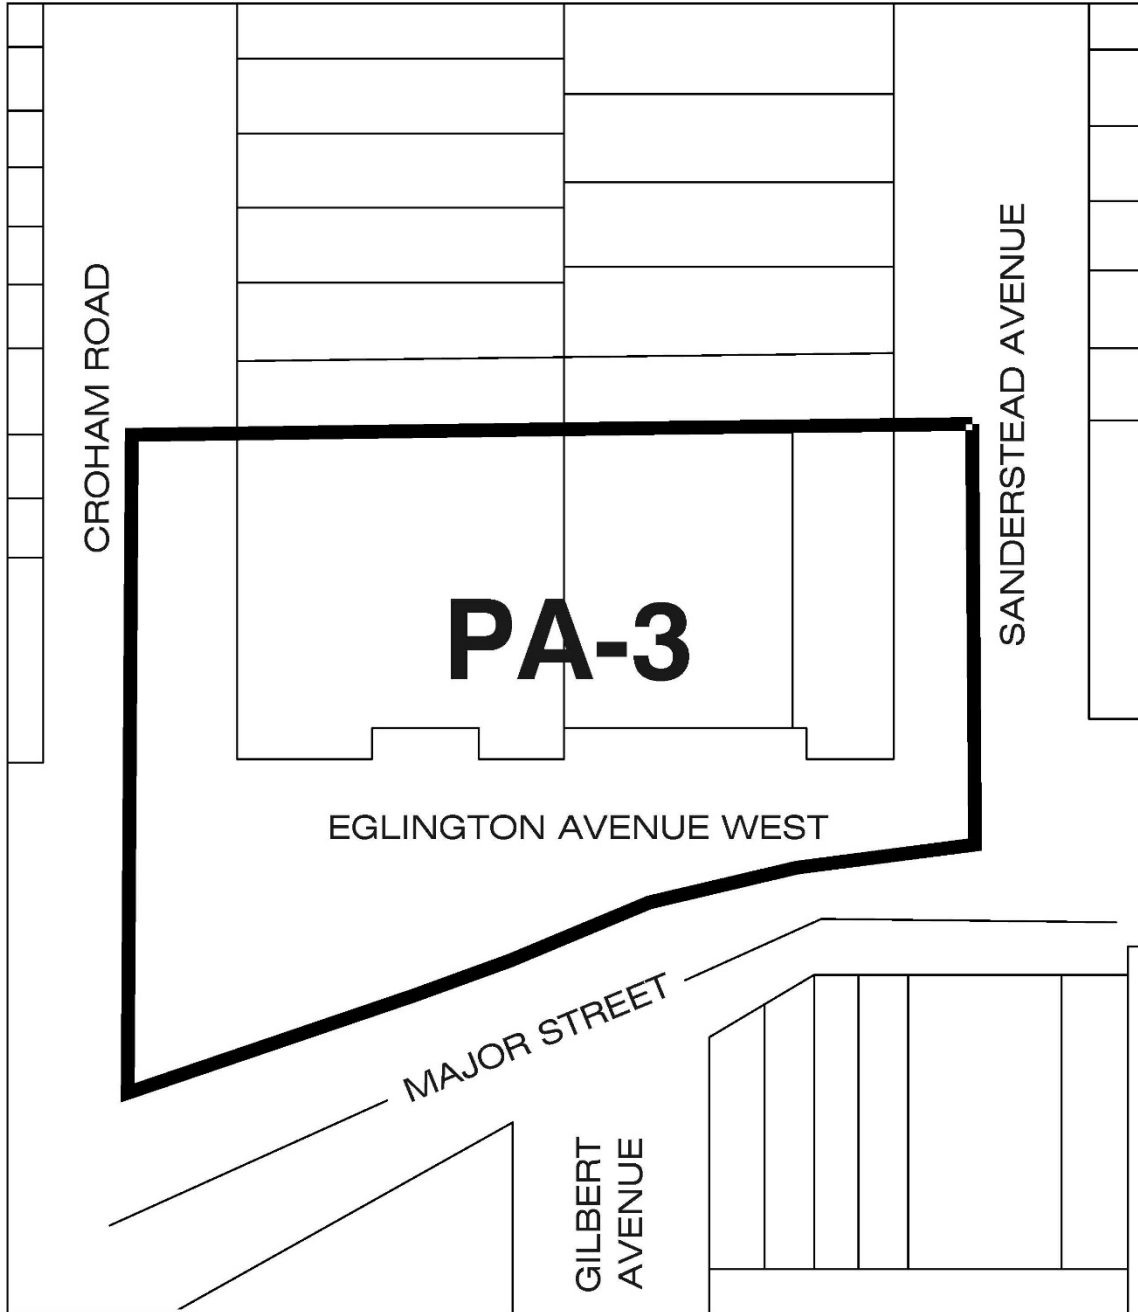 CROHAM ROAD
SANDERSTEAD AVENUE
PA-3
EGLINGTON AVENUE WEST
MAJOR STREET
GILBERT
AVENUE